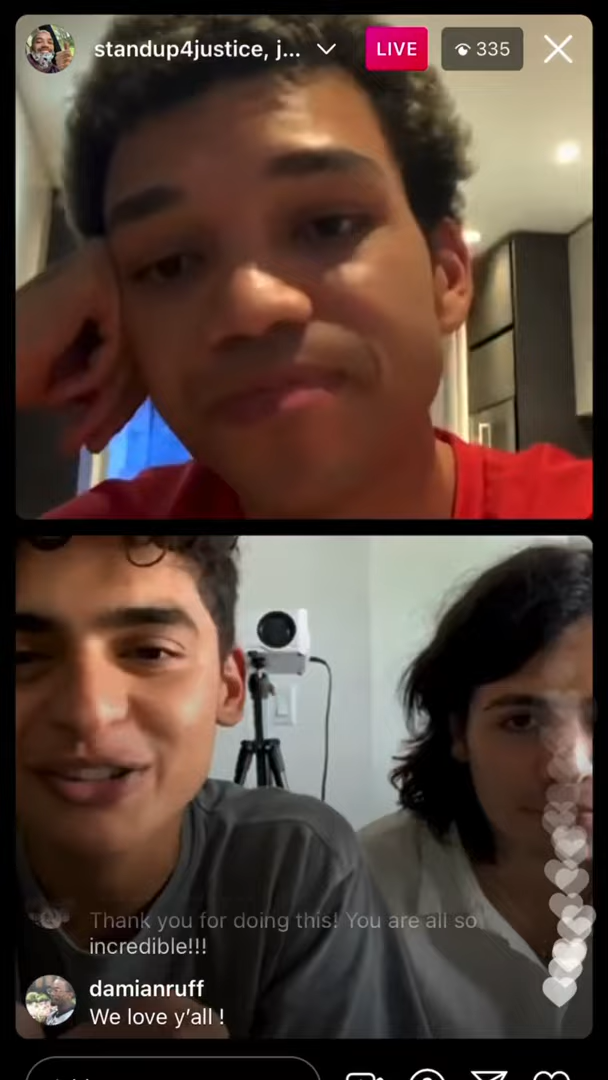 standup4justice, j...
LIVE
335
Thank you for doing this! You are all so
incredible!!!
damianruff
We love y'all !